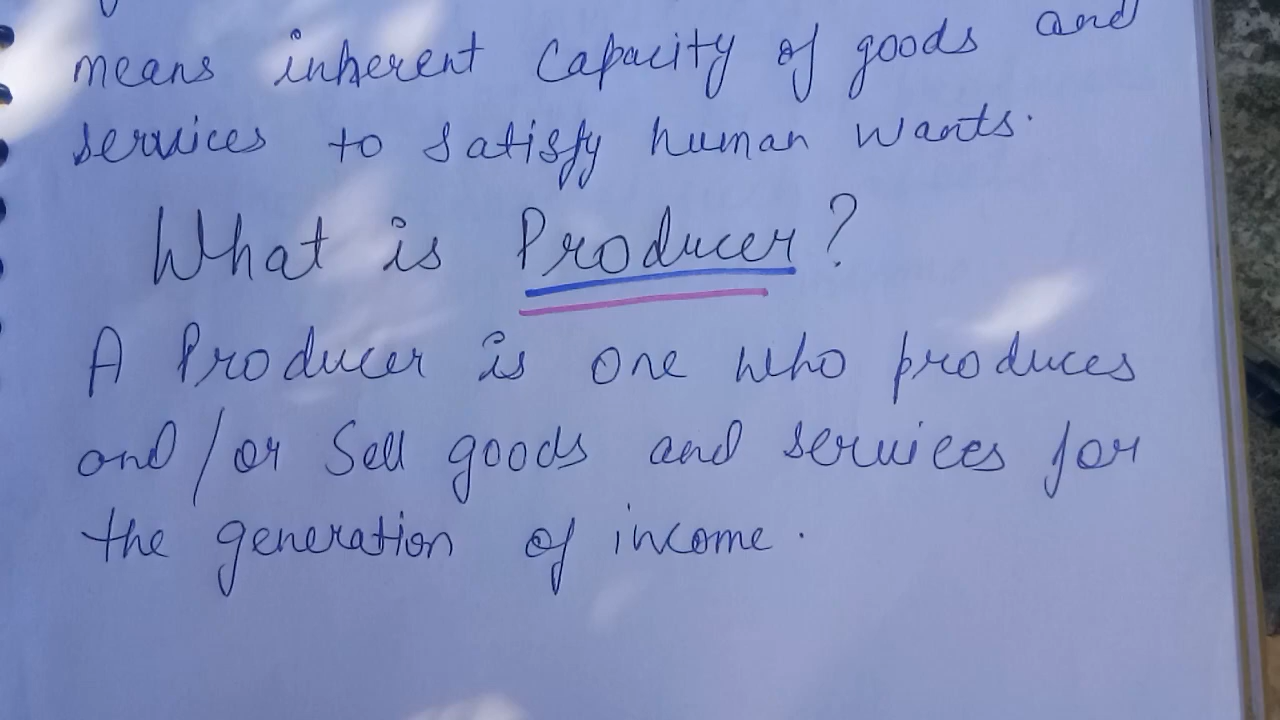 means inherent capacity of goods and
services to satisfy human wants.
What is Producer?
A Producer is one who produces
and/or Sell goods and services for
the generation of income.